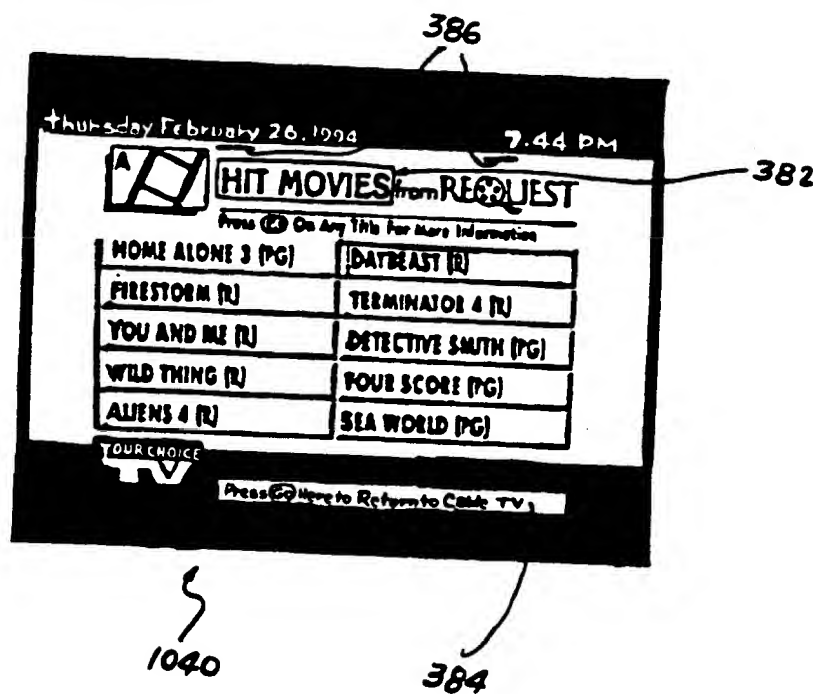 386
Thursday February 26, 1994 7.44 PM
382
A
HIT MOVIES from REQUEST
Press GO On Any Title For More Information
HOME ALONE 3 (PG) DAYBEAST (R)
FIRESTORM (R) TERMINATOR 4 (R)
YOU AND ME (R) DETECTIVE SMITH (PG)
WILD THING (R) FOUR SCORE (PG)
ALIENS 4 (R) SEA WORLD (PG)
YOUR CHOICE
TV
Press GO Here to Return to Cable TV
1040
384